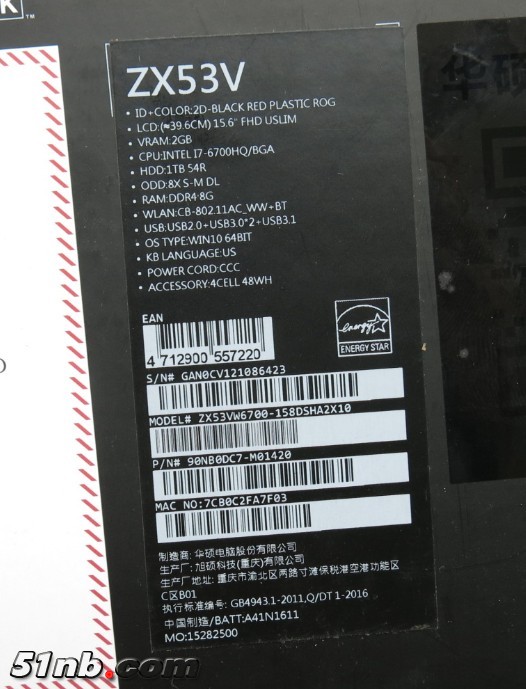 K
ZX53V
• ID+COLOR:2D-BLACK RED PLASTIC ROG
• LCD:(≈39.6CM) 15.6" FHD USLIM
• VRAM:2GB
• CPU:INTEL I7-6700HQ/BGA
• HDD:1TB 54R
• ODD:8X S-M DL
• RAM:DDR4 8G
• WLAN:CB-802.11AC_WW+BT
• USB:USB2.0+USB3.0*2+USB3.1
• OS TYPE:WIN10 64BIT
• KB LANGUAGE:US
• POWER CORD:CCC
• ACCESSORY:4CELL 48WH
EAN
4 712900 557220
energy
ENERGY STAR
S/N# GAN0CV121086423
MODEL# ZX53VW6700-158DSHA2X10
P/N# 90NB0DC7-M01420
MAC NO:7CB0C2FA7F03
制造商: 华硕电脑股份有限公司
生产厂: 旭硕科技(重庆)有限公司
生产厂 地址: 重庆市渝北区两路寸滩保税港空港功能区
C区B01
执行标准编号: GB4943.1-2011,Q/DT 1-2016
中国制造/BATT:A41N1611
MO:15282500
华硕
51nb.com